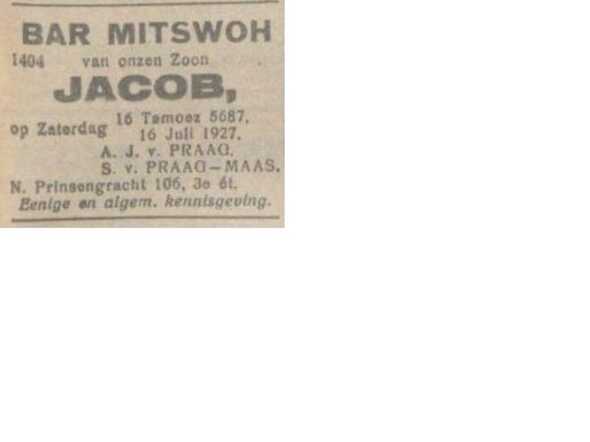 BAR MITSWOH
1404 van onzen Zoon
JACOB,
op Zaterdag 16 Tamoez 5687.
16 Juli 1927.
A. J. v. PRAAG.
S. v. PRAAG—MAAS.
N. Prinsengracht 106, 3e ét.
Eenige en algem. kennisgeving.